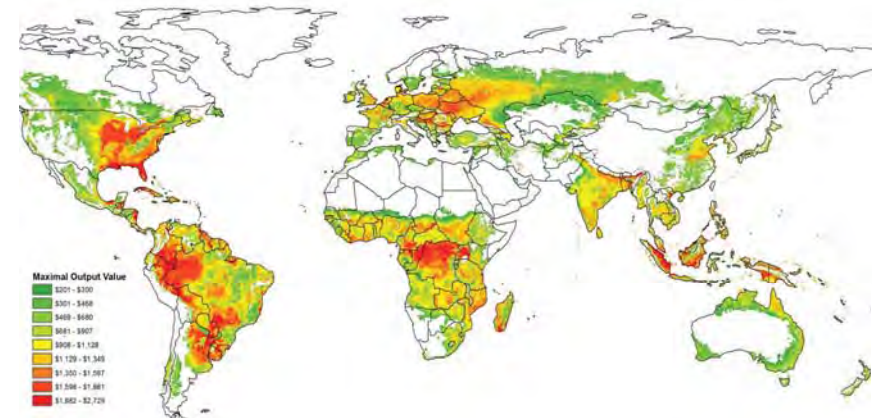 Maximal Output Value
$201 - $300
$301 - $468
$469 - $680
$681 - $907
$908 - $1,128
$1,129 - $1,349
$1,350 - $1,597
$1,598 - $1,881
$1,882 - $2,729